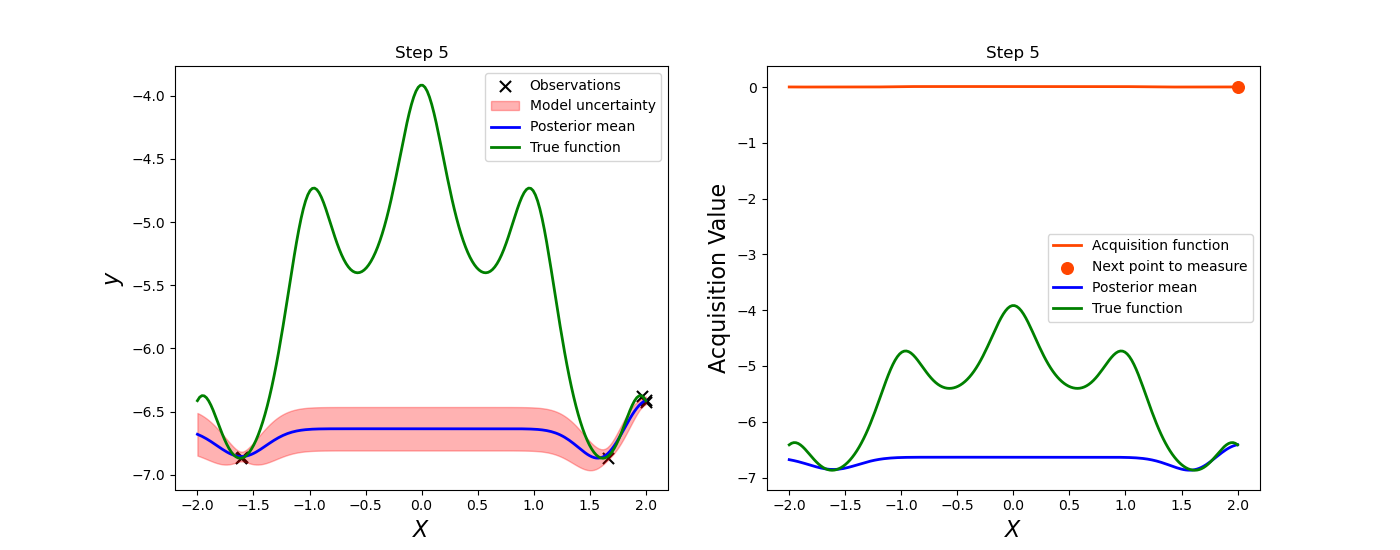 Step 5
Observations
Model uncertainty
Posterior mean
True function
−4.0
−4.5
−5.0
−5.5
−6.0
−6.5
−7.0
y
−2.0 −1.5 −1.0 −0.5 0.0 0.5 1.0 1.5 2.0
X
Step 5
0
−1
−2
−3
−4
−5
−6
−7
Acquisition Value
Acquisition function
Next point to measure
Posterior mean
True function
−2.0 −1.5 −1.0 −0.5 0.0 0.5 1.0 1.5 2.0
X